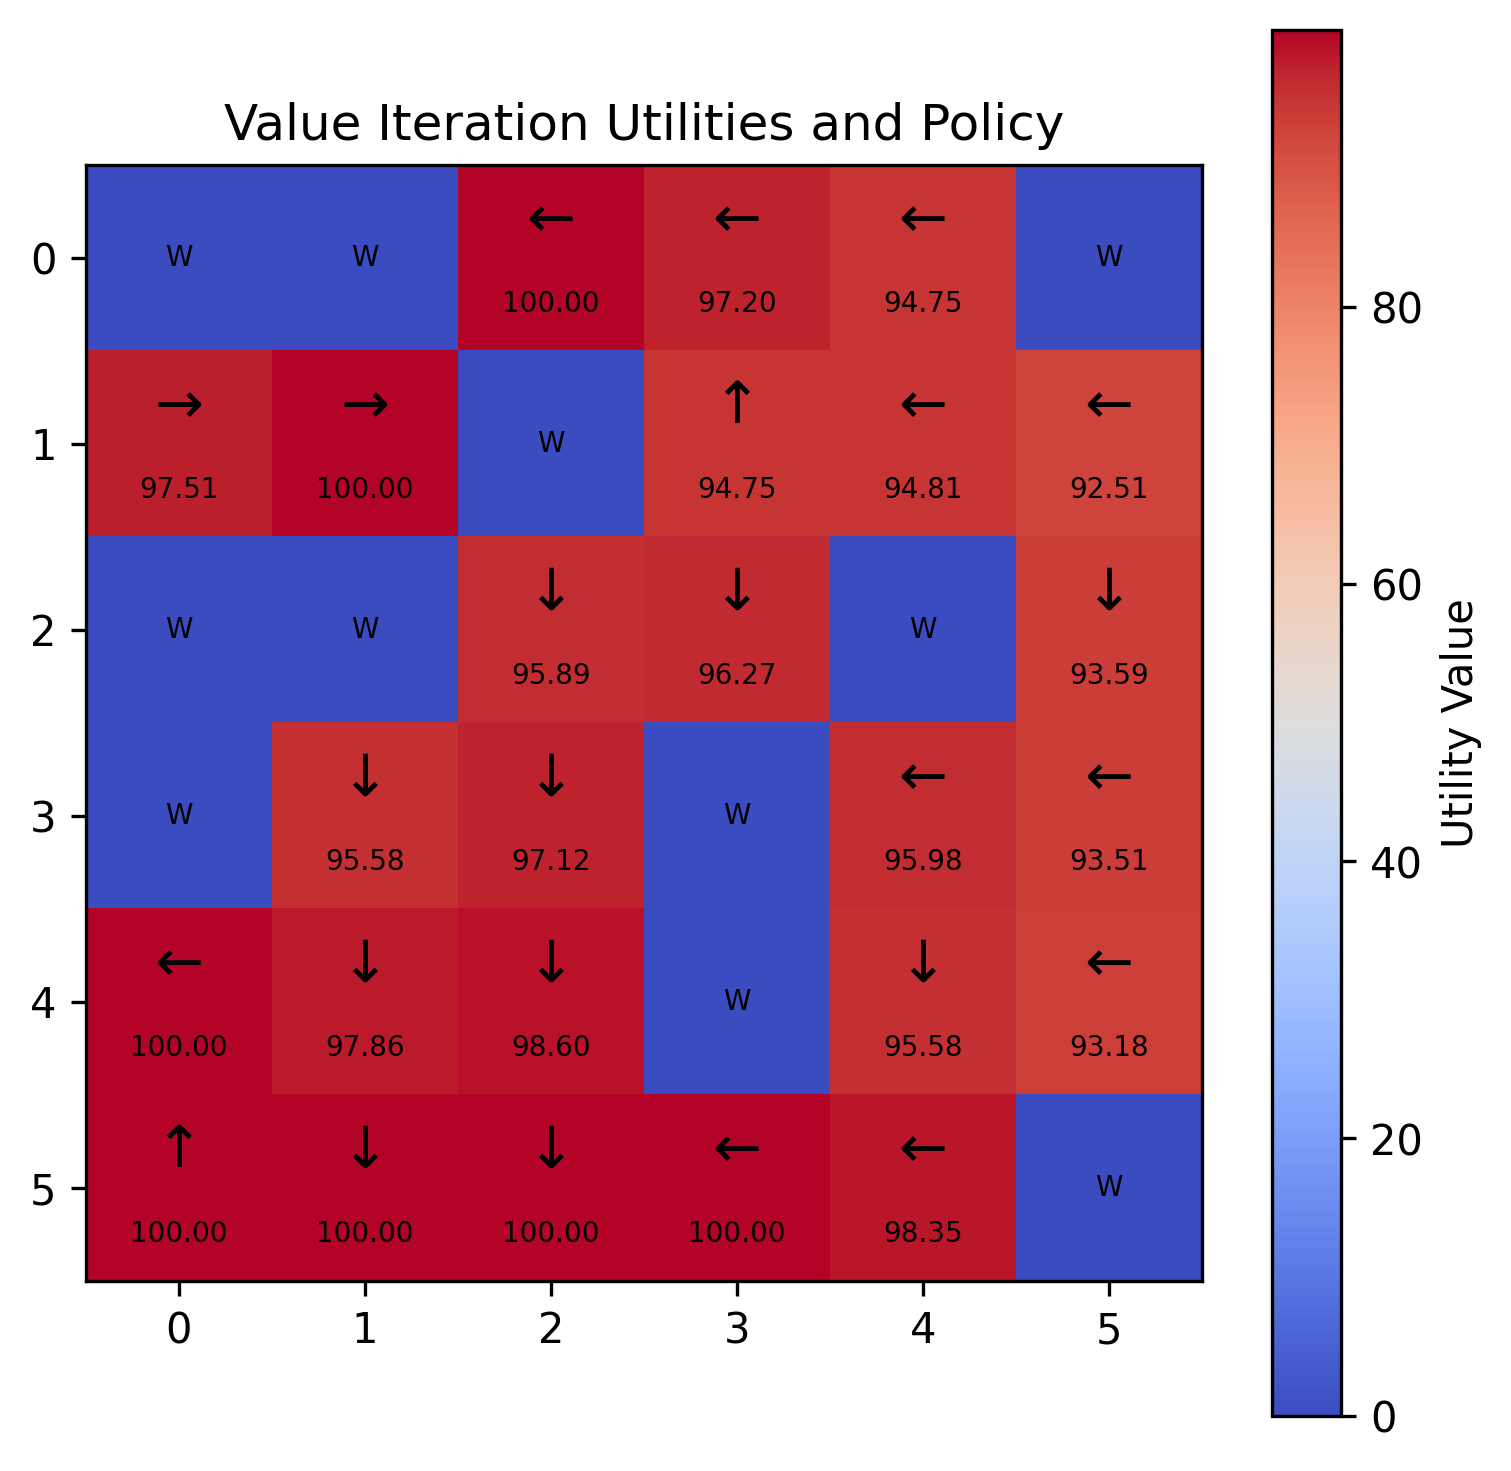 Value Iteration Utilities and Policy
0 W W ← ← ← W
100.00 97.20 94.75
1 → → W ↑ ← ←
97.51 100.00 94.75 94.81 92.51
2 W W ↓ ↓ W ↓
95.89 96.27 93.59
3 W ↓ ↓ W ← ←
95.58 97.12 95.98 93.51
4 ← ↓ ↓ W ↓ ←
100.00 97.86 98.60 95.58 93.18
5 ↑ ↓ ↓ ← ← W
100.00 100.00 100.00 100.00 98.35
0 1 2 3 4 5
80
60
40
20
0
Utility Value